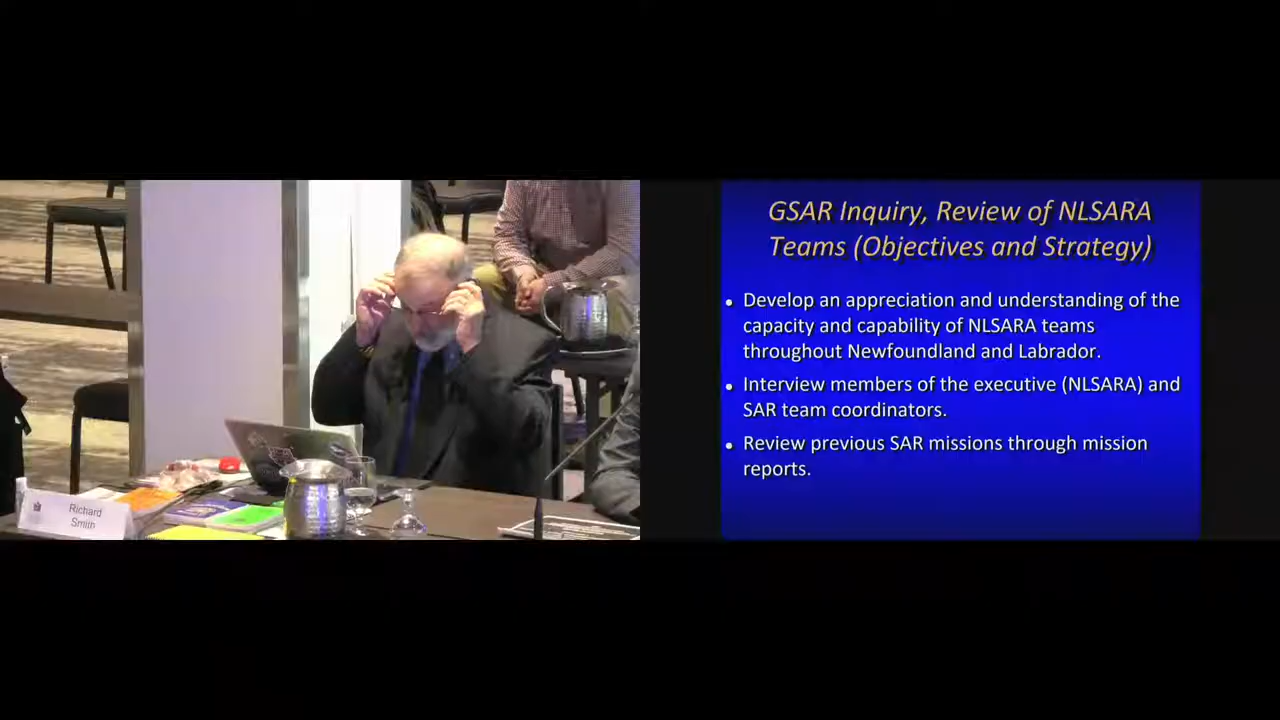 Richard
Smith
GSAR Inquiry, Review of NLSARA
Teams (Objectives and Strategy)
• Develop an appreciation and understanding of the
capacity and capability of NLSARA teams
throughout Newfoundland and Labrador.
• Interview members of the executive (NLSARA) and
SAR team coordinators.
• Review previous SAR missions through mission
reports.